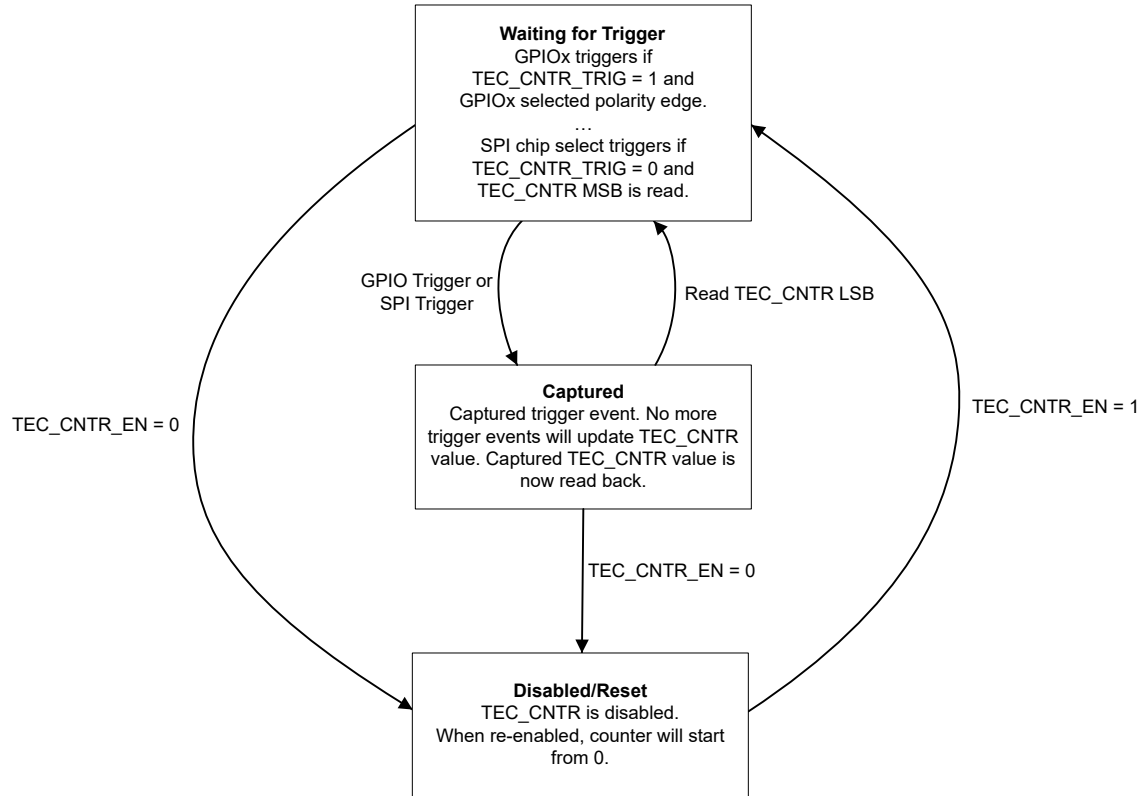 Waiting for Trigger
GPIOx triggers if
TEC_CNTR_TRIG = 1 and
GPIOx selected polarity edge.
…
SPI chip select triggers if
TEC_CNTR_TRIG = 0 and
TEC_CNTR MSB is read.
GPIO Trigger or
SPI Trigger
Read TEC_CNTR LSB
Captured
Captured trigger event. No more
trigger events will update TEC_CNTR
value. Captured TEC_CNTR value is
now read back.
TEC_CNTR_EN = 0
TEC_CNTR_EN = 1
TEC_CNTR_EN = 0
Disabled/Reset
TEC_CNTR is disabled.
When re-enabled, counter will start
from 0.